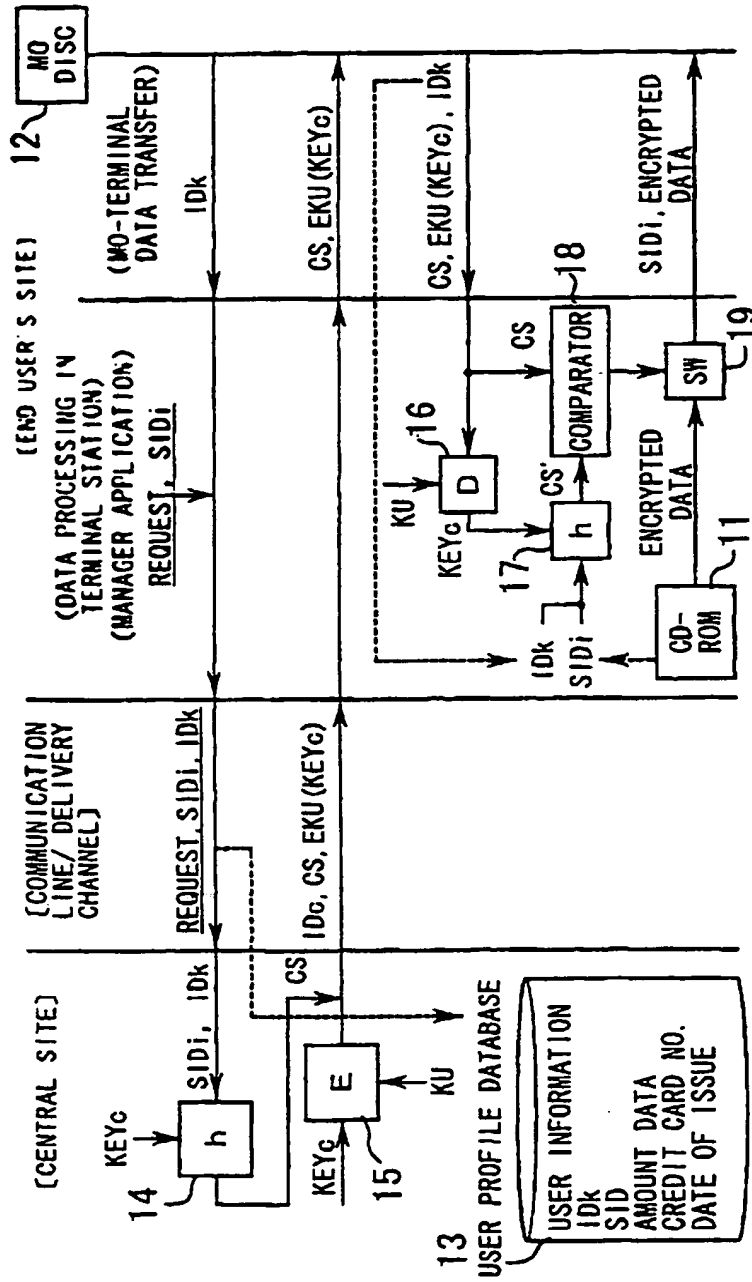 [CENTRAL SITE]
[COMMUNICATION
LINE/ DELIVERY
CHANNEL]
[END USER'S SITE]
(DATA PROCESSING IN
TERMINAL STATION)
(MANAGER APPLICATION)
(MO-TERMINAL
DATA TRANSFER)
12
MO
DISC
KEYc
14
h
SIDi, IDk
REQUEST, SIDi, IDk
REQUEST, SIDi
IDk
CS
KEYc
E
15
KU
IDc, CS, EKU(KEYc)
CS, EKU(KEYc)
CS, EKU(KEYc), IDk
13
USER PROFILE DATABASE
USER INFORMATION
IDk
SID
AMOUNT DATA
CREDIT CARD NO.
DATE OF ISSUE
KU
16
D
KEYc
CS
17
h
CS'
COMPARATOR
18
IDk
SIDi
CD-
ROM
11
ENCRYPTED
DATA
SW
19
SIDi, ENCRYPTED
DATA